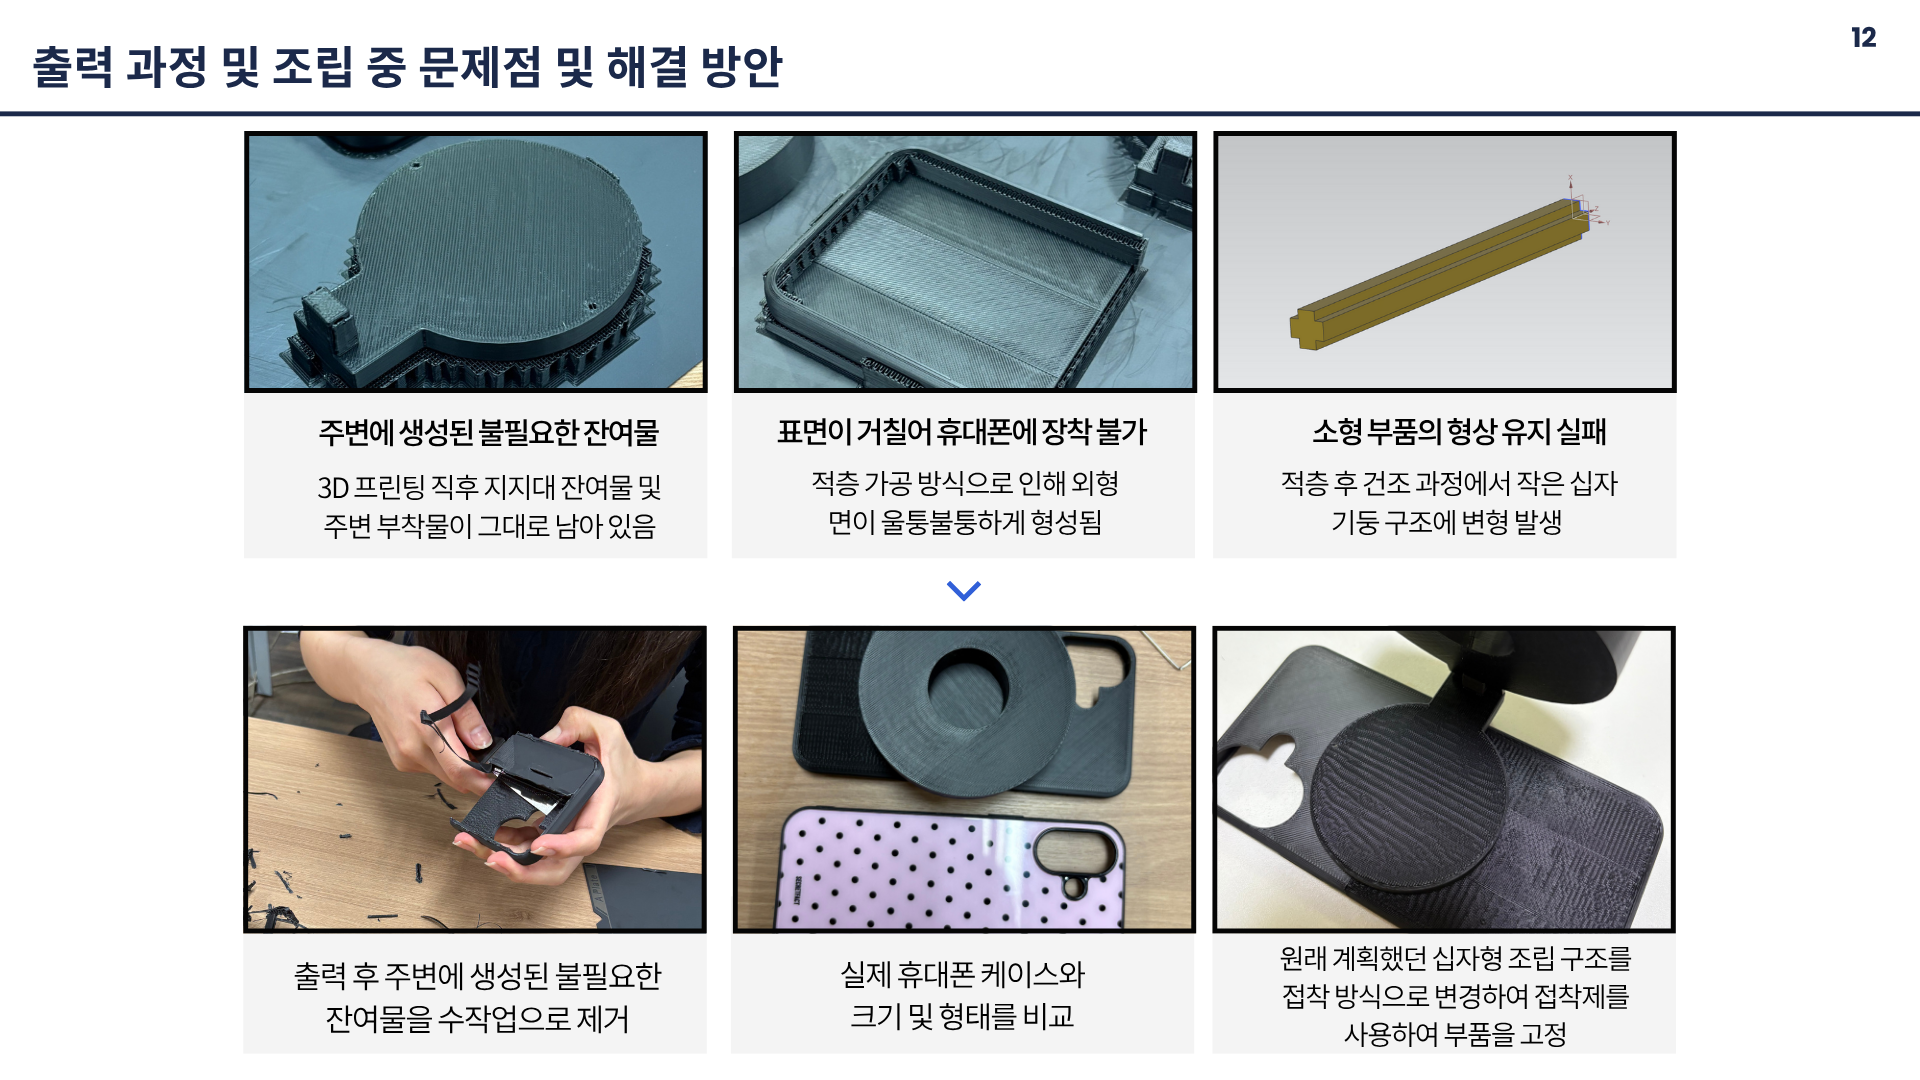 출력 과정 및 조립 중 문제점 및 해결 방안
12
주변에 생성된 불필요한 잔여물
3D 프린팅 직후 지지대 잔여물 및
주변 부착물이 그대로 남아 있음
표면이 거칠어 휴대폰에 장착 불가
적층 가공 방식으로 인해 외형
면이 울퉁불퉁하게 형성됨
소형 부품의 형상 유지 실패
적층 후 건조 과정에서 작은 십자
기둥 구조에 변형 발생
출력 후 주변에 생성된 불필요한
잔여물을 수작업으로 제거
실제 휴대폰 케이스와
크기 및 형태를 비교
원래 계획했던 십자형 조립 구조를
접착 방식으로 변경하여 접착제를
사용하여 부품을 고정